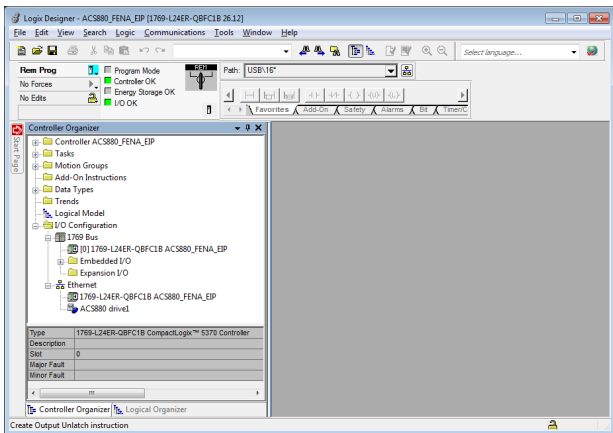 Logix Designer - ACS880_FENA_EIP [1769-L24ER-QBFC1B 26.12]
File Edit View Search Logic Communications Tools Window Help
Select language...
Rem Prog
Program Mode
REM
Path: USB\16*
No Forces
Controller OK
No Edits
Energy Storage OK
I/O OK
Favorites Add-On Safety Alarms Bit Timer/C
Start Page
Controller Organizer
Controller ACS880_FENA_EIP
Tasks
Motion Groups
Add-On Instructions
Data Types
Trends
Logical Model
I/O Configuration
1769 Bus
[0] 1769-L24ER-QBFC1B ACS880_FENA_EIP
Embedded I/O
Expansion I/O
Ethernet
1769-L24ER-QBFC1B ACS880_FENA_EIP
ACS880 drive1
Type 1769-L24ER-QBFC1B CompactLogix™ 5370 Controller
Description
Slot 0
Major Fault
Minor Fault
Controller Organizer Logical Organizer
Create Output Unlatch instruction